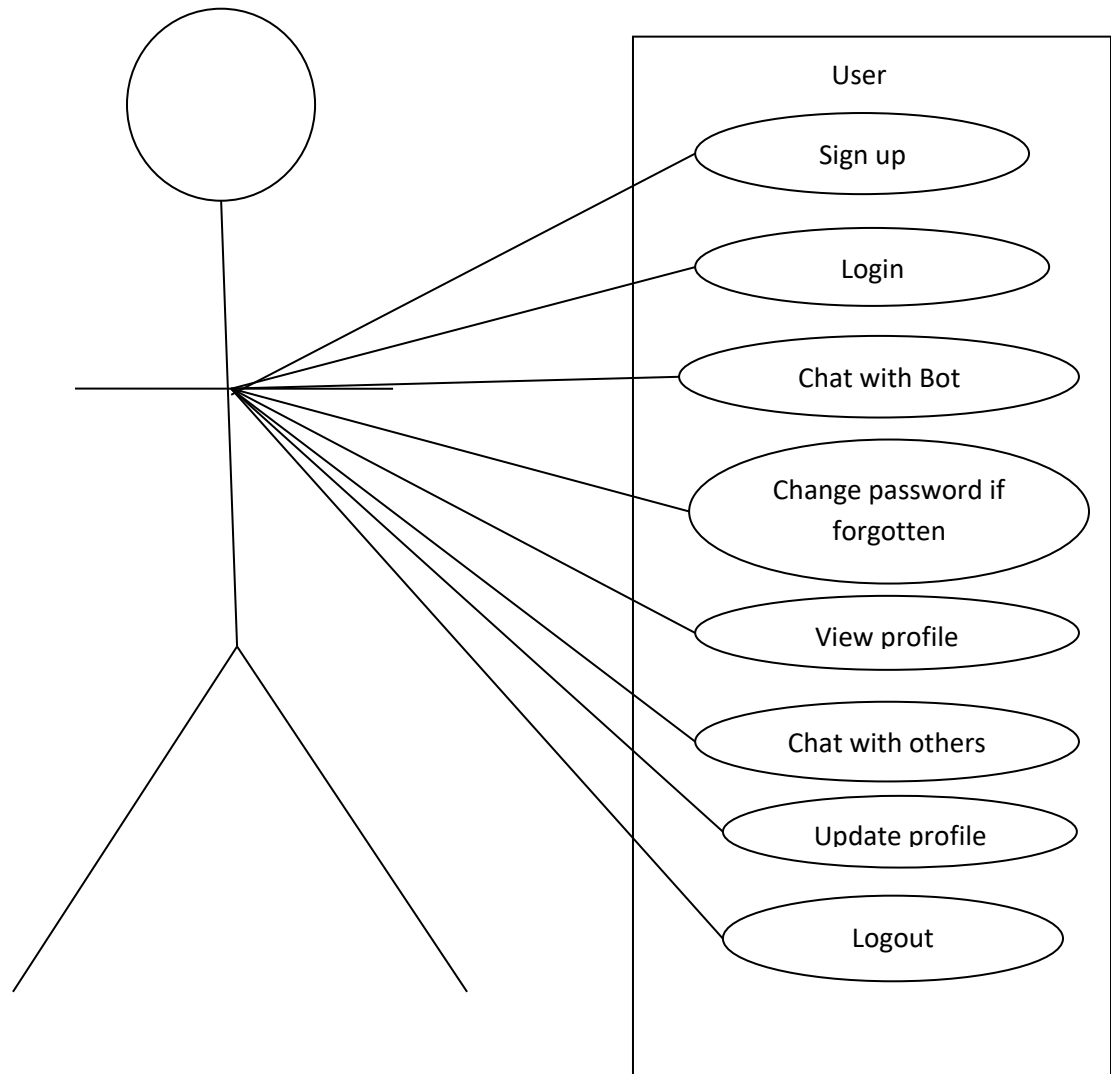 User
Sign up
Login
Chat with Bot
Change password if
forgotten
View profile
Chat with others
Update profile
Logout